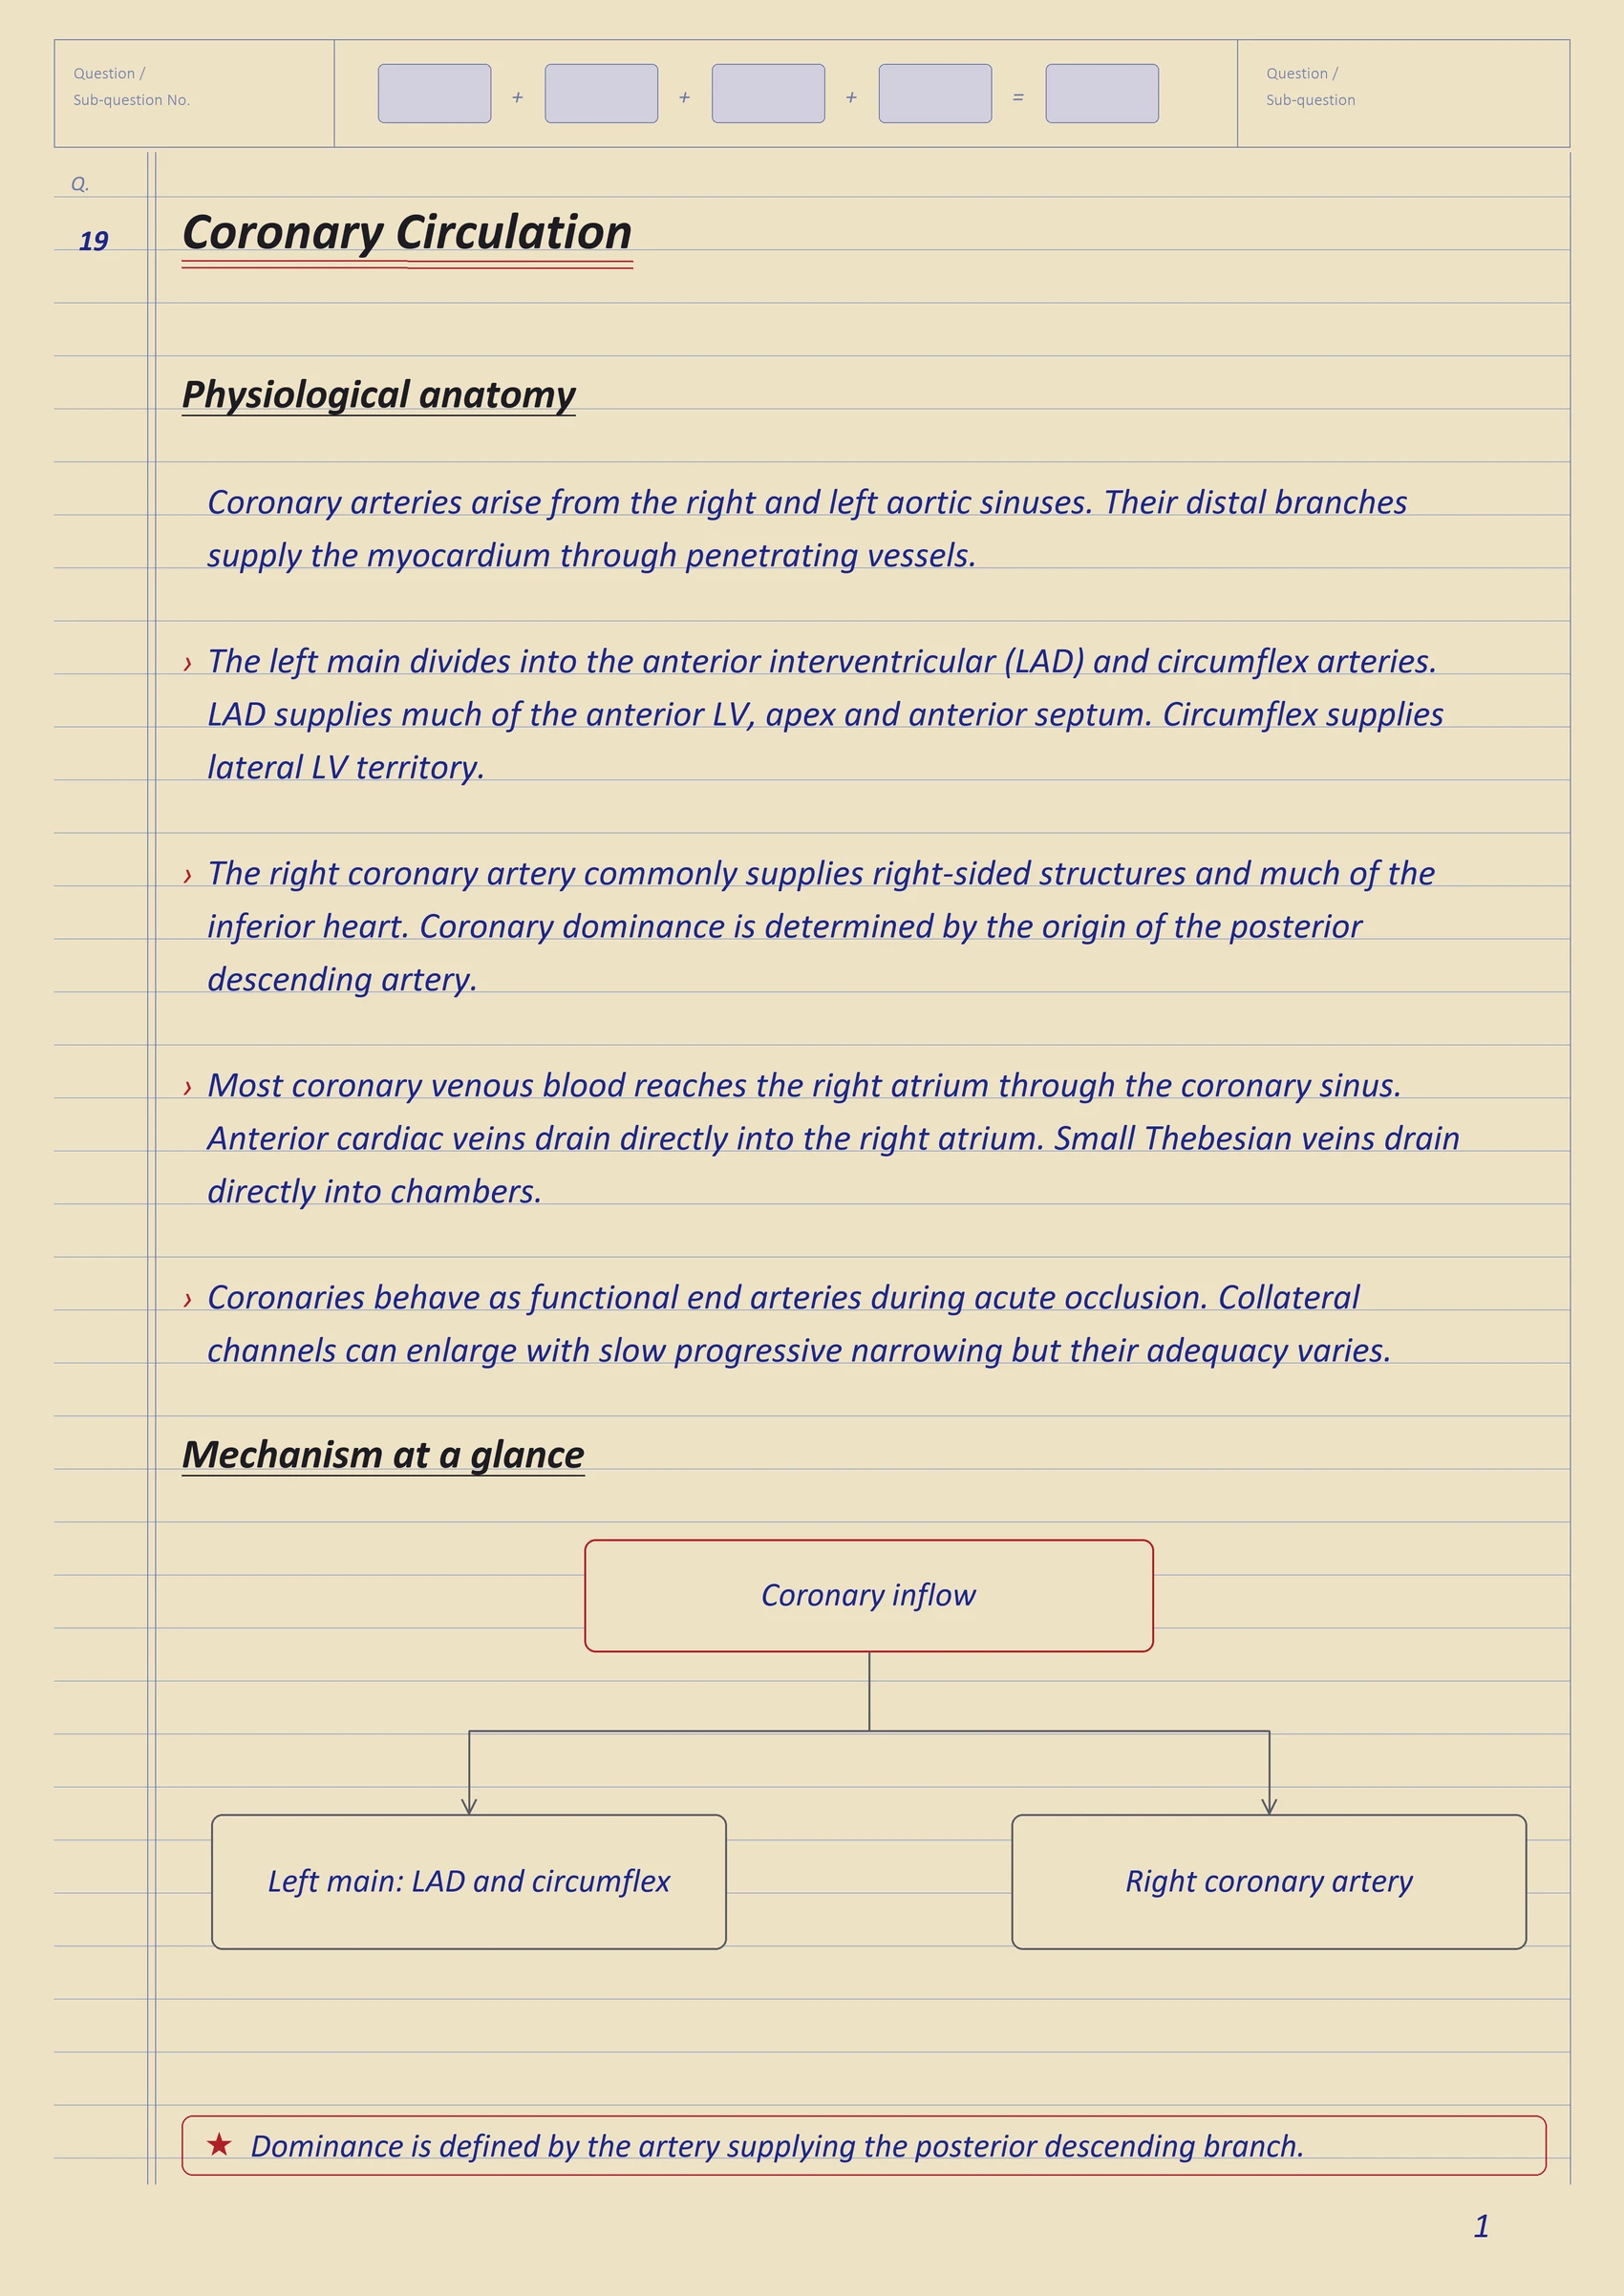 Question /
Sub-question No.
+ + + =
Question /
Sub-question
Q.
19
Coronary Circulation
Physiological anatomy
Coronary arteries arise from the right and left aortic sinuses. Their distal branches
supply the myocardium through penetrating vessels.
› The left main divides into the anterior interventricular (LAD) and circumflex arteries.
LAD supplies much of the anterior LV, apex and anterior septum. Circumflex supplies
lateral LV territory.
› The right coronary artery commonly supplies right-sided structures and much of the
inferior heart. Coronary dominance is determined by the origin of the posterior
descending artery.
› Most coronary venous blood reaches the right atrium through the coronary sinus.
Anterior cardiac veins drain directly into the right atrium. Small Thebesian veins drain
directly into chambers.
› Coronaries behave as functional end arteries during acute occlusion. Collateral
channels can enlarge with slow progressive narrowing but their adequacy varies.
Mechanism at a glance
Coronary inflow
Left main: LAD and circumflex
Right coronary artery
★ Dominance is defined by the artery supplying the posterior descending branch.
1